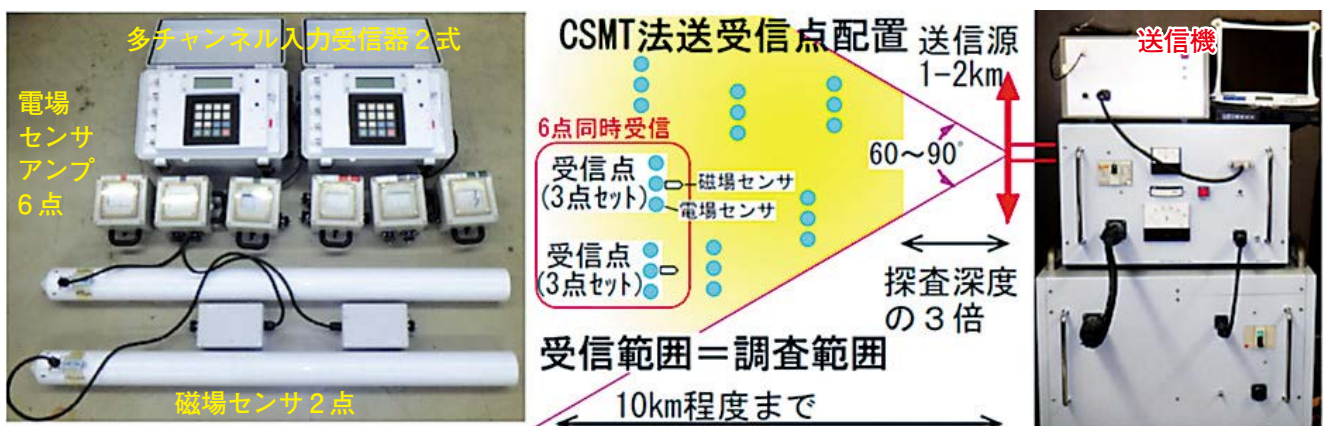 多チャンネル入力受信器２式
電場
センサ
アンプ
６点
磁場センサ２点
CSMT法送受信点配置
送信源
1-2km
6点同時受信
受信点
(3点セット)
磁場センサ
電場センサ
受信点
(3点セット)
60～90°
探査深度
の３倍
受信範囲＝調査範囲
10km程度まで
送信機